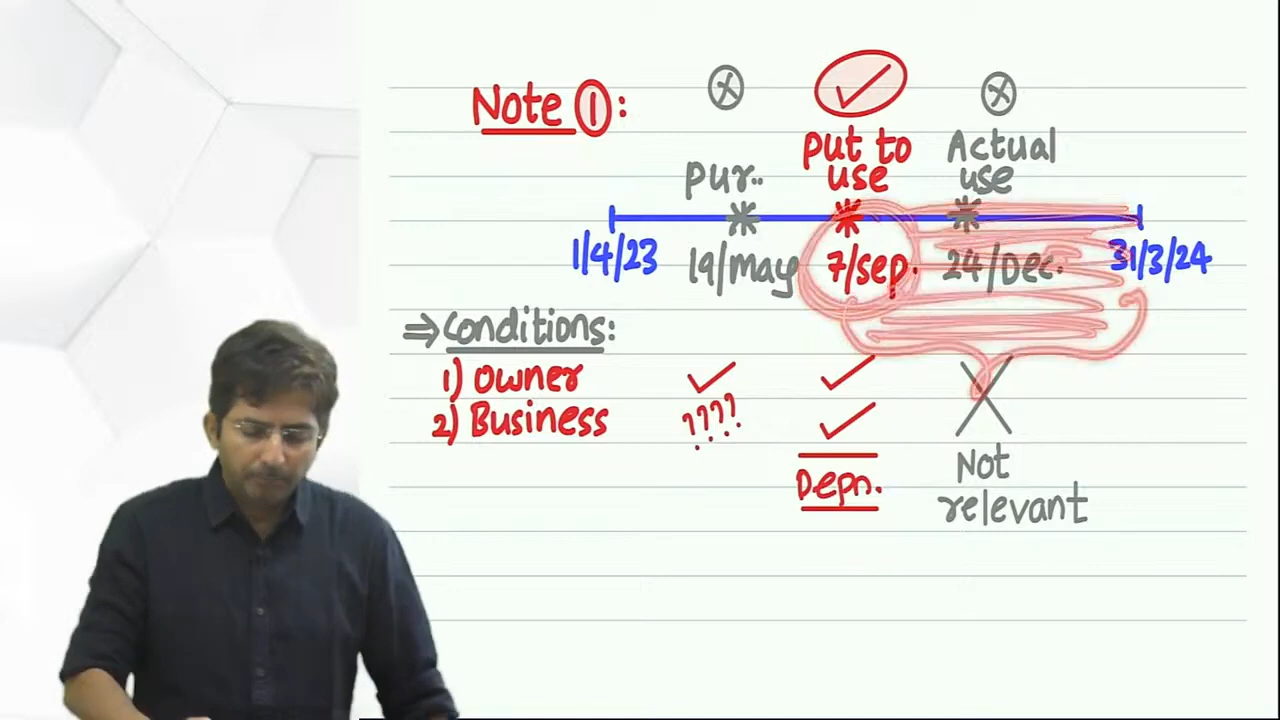 Note ①:
Put to
use
Actual
use
pur..
1/4/23
19/May
7/sep.
24/Dec.
31/3/24
⇒ Conditions:
1) owner
2) Business
????
Depn.
Not
relevant